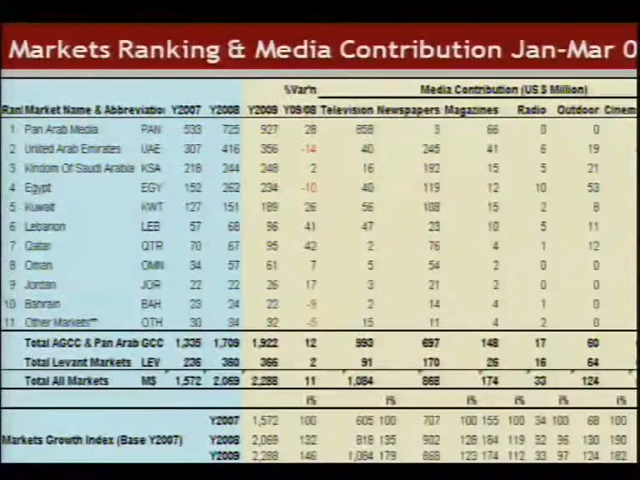 Markets Ranking & Media Contribution Jan-Mar 0
%Var'n Media Contribution (US $ Million)
Rank Market Name & Abbreviation Y2007 Y2008 Y2009 Y09/08 Television Newspapers Magazines Radio Outdoor Cinem
1 Pan Arab Media PAN 533 725 927 28 858 3 66 0 0
2 United Arab Emirates UAE 307 416 356 -14 40 245 41 6 19
3 Kindom Of Saudi Arabia KSA 218 244 248 2 16 192 15 5 21
4 Egypt EGY 152 262 234 -10 40 119 12 10 53
5 Kuwait KWT 127 151 189 26 56 108 15 2 8
6 Lebanon LEB 57 68 96 41 47 23 10 5 11
7 Qatar QTR 70 67 95 42 2 76 4 1 12
8 Oman OMN 34 57 61 7 5 54 2 0 0
9 Jordan JOR 22 22 26 17 3 21 2 0 0
10 Bahrain BAH 23 24 22 -9 2 14 4 1 0
11 Other Markets** OTH 30 34 32 -5 15 11 4 2 0
Total AGCC & Pan Arab GCC 1,335 1,709 1,922 12 993 697 148 17 60
Total Levant Markets LEV 236 360 366 2 91 170 26 16 64
Total All Markets M$ 1,572 2,069 2,288 11 1,084 868 174 33 124
i% i% i% i% i% i%
Y2007 1,572 100 605 100 707 100 155 100 34 100 68 100
Markets Growth Index (Base Y2007) Y2008 2,069 132 818 135 902 128 184 119 32 96 130 190
Y2009 2,288 146 1,084 179 868 123 174 112 33 97 124 182